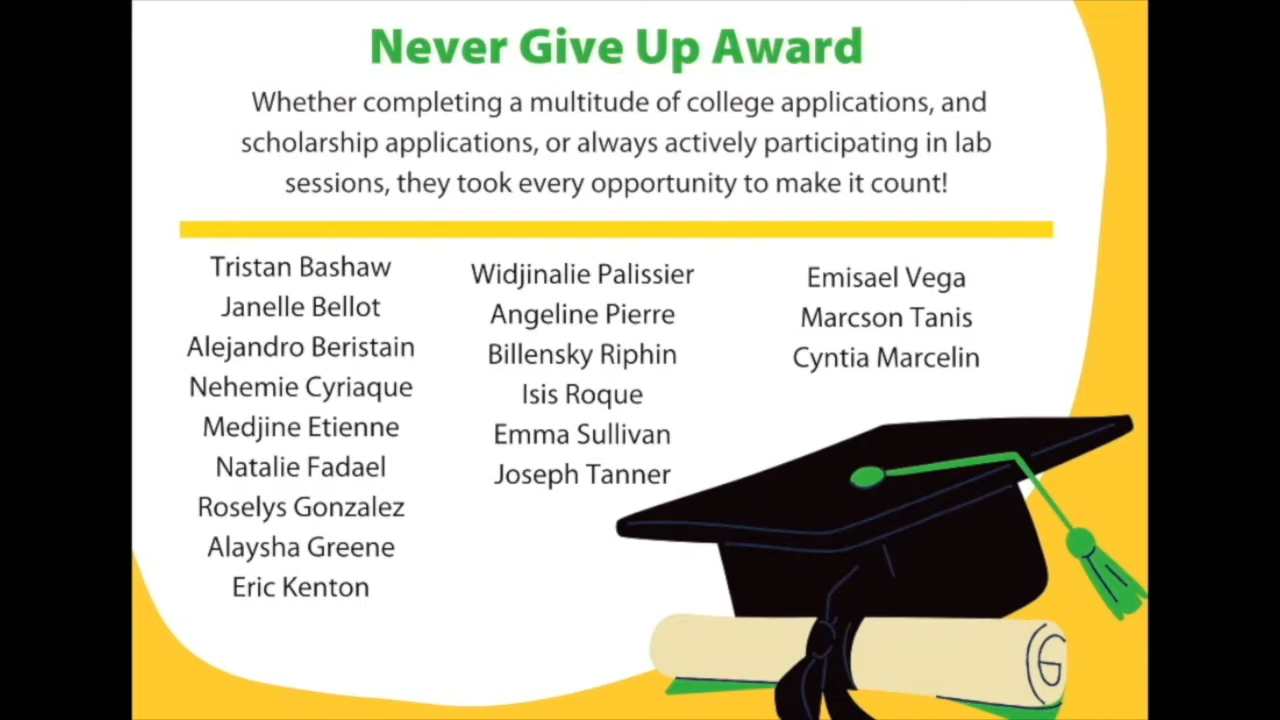 Never Give Up Award
Whether completing a multitude of college applications, and
scholarship applications, or always actively participating in lab
sessions, they took every opportunity to make it count!
Tristan Bashaw
Janelle Bellot
Alejandro Beristain
Nehemie Cyriaque
Medjine Etienne
Natalie Fadael
Roselys Gonzalez
Alaysha Greene
Eric Kenton
Widjinalie Palissier
Angeline Pierre
Billensky Riphin
Isis Roque
Emma Sullivan
Joseph Tanner
Emisael Vega
Marcson Tanis
Cyntia Marcelin